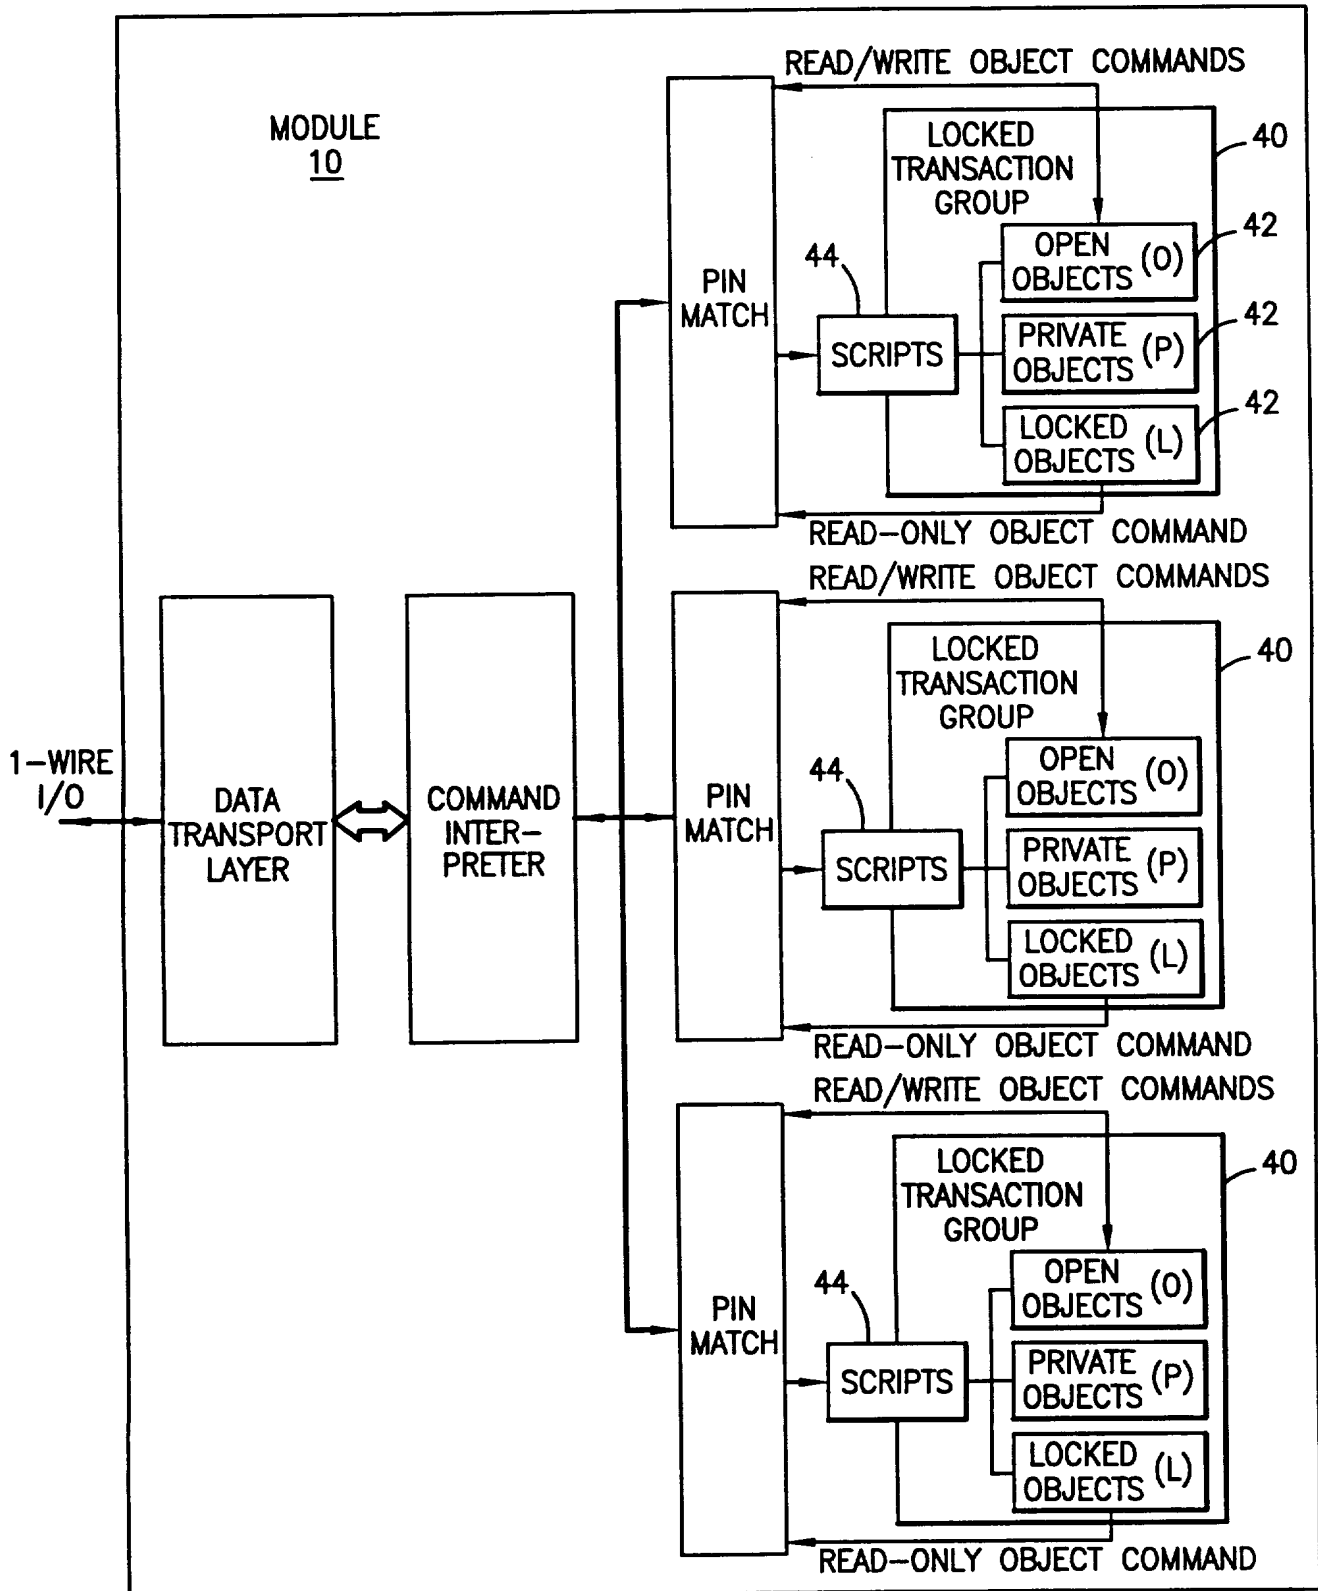 READ/WRITE OBJECT COMMANDS
MODULE
10
LOCKED
TRANSACTION
GROUP
40
OPEN
OBJECTS (O)
42
44
PIN
MATCH
SCRIPTS
PRIVATE
OBJECTS (P)
42
LOCKED
OBJECTS (L)
42
READ-ONLY OBJECT COMMAND
READ/WRITE OBJECT COMMANDS
LOCKED
TRANSACTION
GROUP
40
1-WIRE
I/O
DATA
TRANSPORT
LAYER
COMMAND
INTER-
PRETER
PIN
MATCH
44
SCRIPTS
OPEN
OBJECTS (O)
PRIVATE
OBJECTS (P)
LOCKED
OBJECTS (L)
READ-ONLY OBJECT COMMAND
READ/WRITE OBJECT COMMANDS
LOCKED
TRANSACTION
GROUP
40
PIN
MATCH
44
SCRIPTS
OPEN
OBJECTS (O)
PRIVATE
OBJECTS (P)
LOCKED
OBJECTS (L)
READ-ONLY OBJECT COMMAND